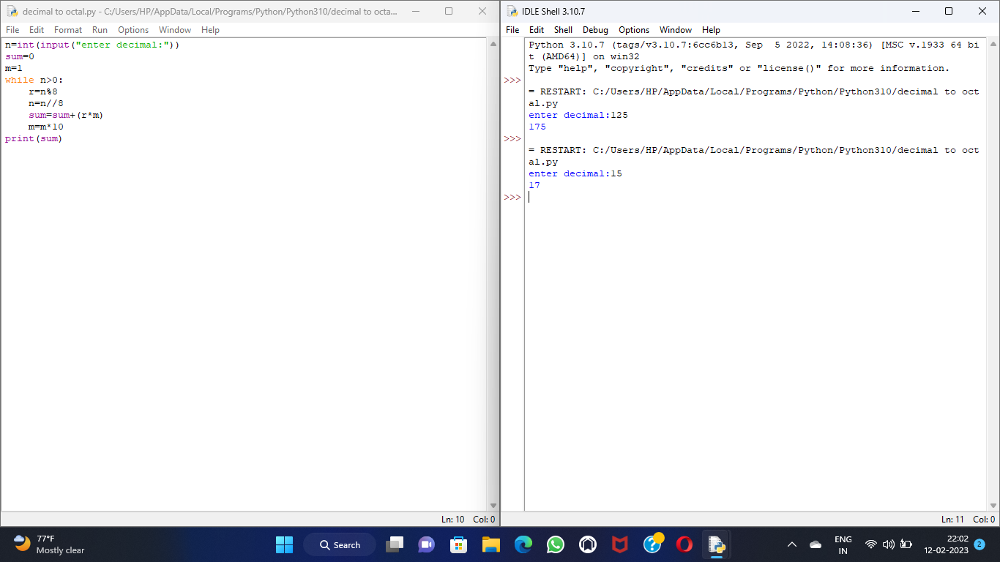 decimal to octal.py - C:/Users/HP/AppData/Local/Programs/Python/Python310/decimal to octa...
File Edit Format Run Options Window Help
n=int(input("enter decimal:"))
sum=0
m=1
while n>0:
    r=n%8
    n=n//8
    sum=sum+(r*m)
    m=m*10
print(sum)
Ln: 10 Col: 0
IDLE Shell 3.10.7
File Edit Shell Debug Options Window Help
Python 3.10.7 (tags/v3.10.7:6cc6b13, Sep  5 2022, 14:08:36) [MSC v.1933 64 bi
t (AMD64)] on win32
Type "help", "copyright", "credits" or "license()" for more information.
>>>
= RESTART: C:/Users/HP/AppData/Local/Programs/Python/Python310/decimal to oct
al.py
enter decimal:125
175
>>>
= RESTART: C:/Users/HP/AppData/Local/Programs/Python/Python310/decimal to oct
al.py
enter decimal:15
17
>>>
Ln: 11 Col: 0
77°F
Mostly clear
Search
ENG
IN
22:02
12-02-2023
2